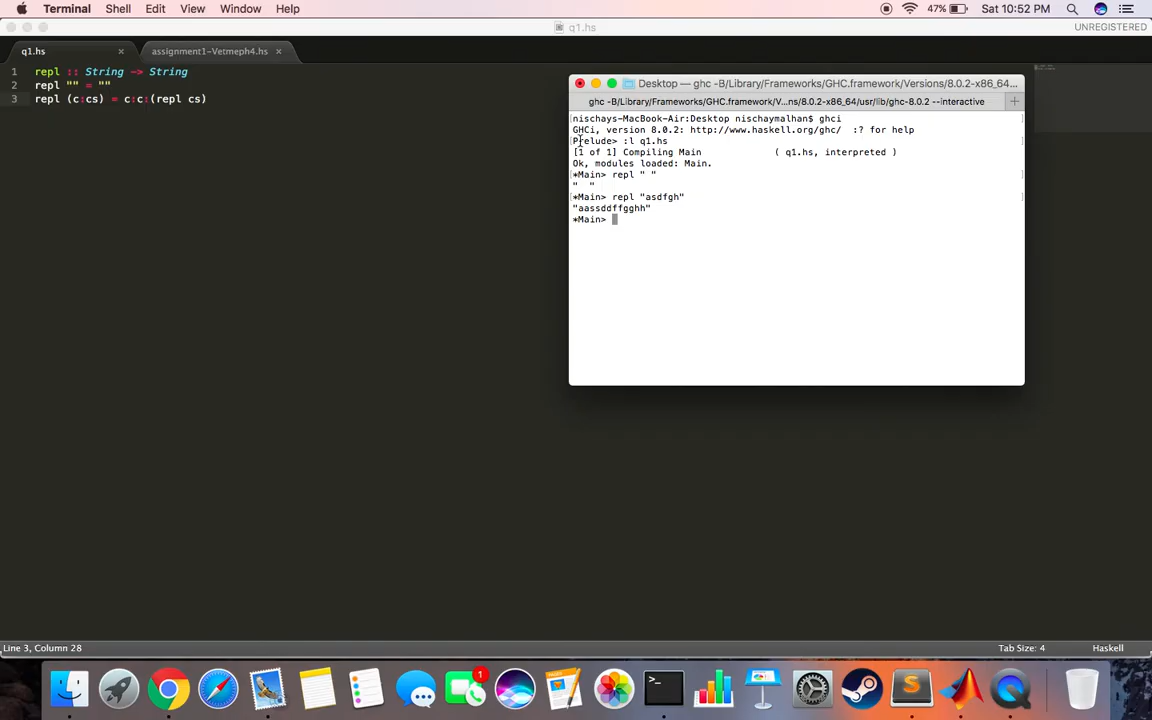 Terminal Shell Edit View Window Help 47% Sat 10:52 PM
q1.hs UNREGISTERED
q1.hs × assignment1-Vetmeph4.hs ×
1 repl :: String -> String
2 repl "" = ""
3 repl (c:cs) = c:c:(repl cs)
Desktop — ghc -B/Library/Frameworks/GHC.framework/Versions/8.0.2-x86_64...
ghc -B/Library/Frameworks/GHC.framework/V...ns/8.0.2-x86_64/usr/lib/ghc-8.0.2 --interactive +
nischays-MacBook-Air:Desktop nischaymalhan$ ghci
GHCi, version 8.0.2: http://www.haskell.org/ghc/  :? for help
[Prelude> :l q1.hs ]
[1 of 1] Compiling Main             ( q1.hs, interpreted )
Ok, modules loaded: Main.
[*Main> repl " " ]
"  "
[*Main> repl "asdfgh" ]
"aassddffgghh"
*Main>
Line 3, Column 28 Tab Size: 4 Haskell
1
>_
S